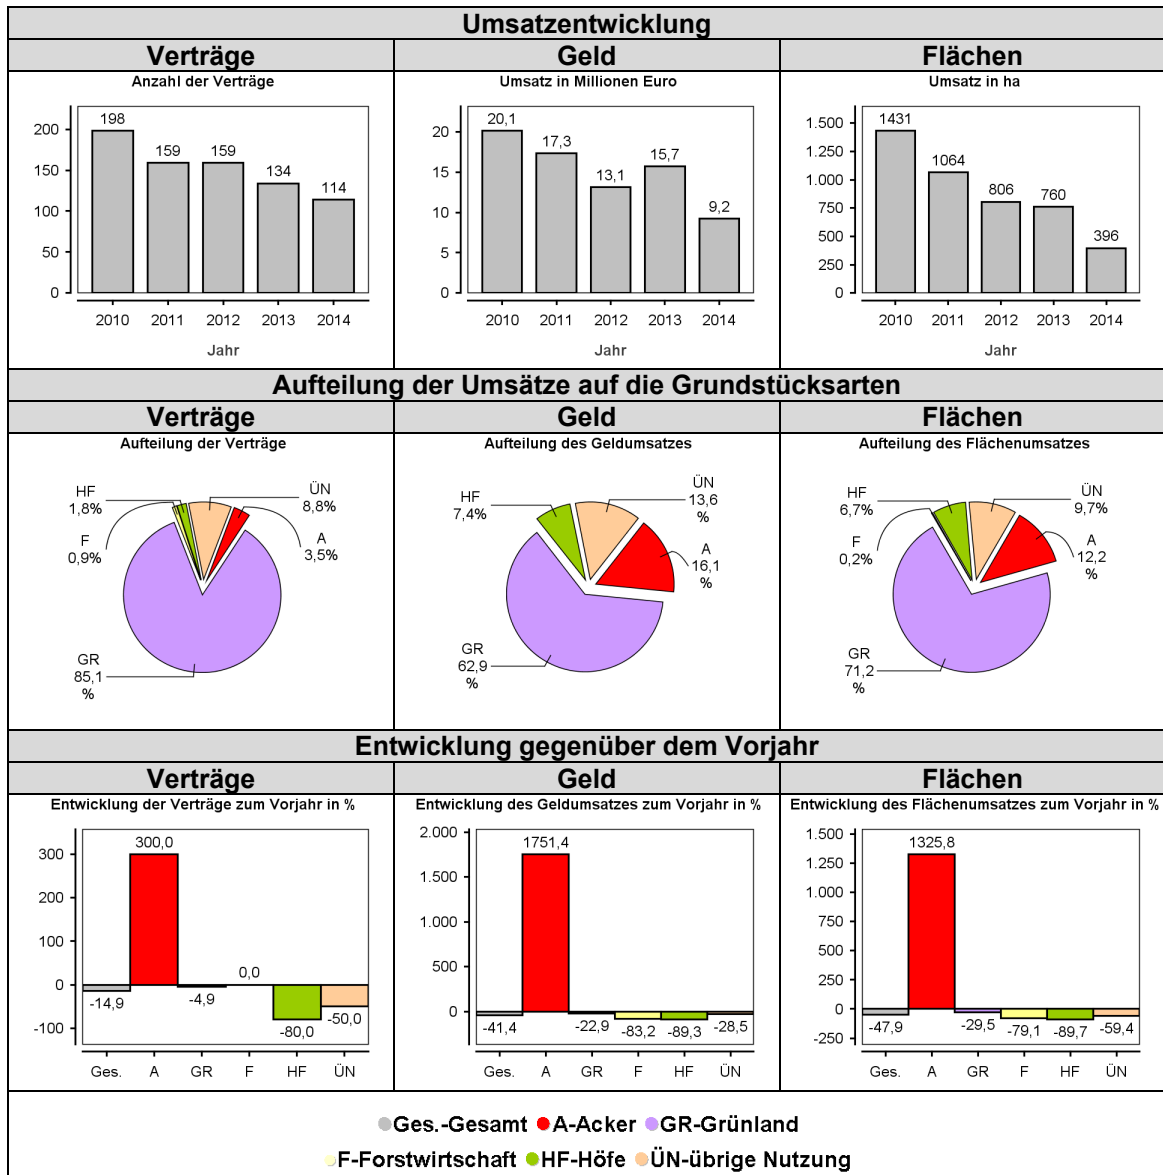 Umsatzentwicklung
Verträge
Geld
Flächen
Anzahl der Verträge
200
150
100
50
0
198
159
159
134
114
2010 2011 2012 2013 2014
Jahr
Umsatz in Millionen Euro
20
15
10
5
0
20,1
17,3
13,1
15,7
9,2
2010 2011 2012 2013 2014
Jahr
Umsatz in ha
1.500
1.250
1.000
750
500
250
0
1431
1064
806
760
396
2010 2011 2012 2013 2014
Jahr
Aufteilung der Umsätze auf die Grundstücksarten
Verträge
Geld
Flächen
Aufteilung der Verträge
HF
1,8%
F
0,9%
ÜN
8,8%
A
3,5%
GR
85,1
%
Aufteilung des Geldumsatzes
HF
7,4%
ÜN
13,6
%
A
16,1
%
GR
62,9
%
Aufteilung des Flächenumsatzes
HF
6,7%
F
0,2%
ÜN
9,7%
A
12,2
%
GR
71,2
%
Entwicklung gegenüber dem Vorjahr
Verträge
Geld
Flächen
Entwicklung der Verträge zum Vorjahr in %
300
200
100
0
-100
-14,9
300,0
-4,9
0,0
-80,0
-50,0
Ges. A GR F HF ÜN
Entwicklung des Geldumsatzes zum Vorjahr in %
2.000
1.500
1.000
500
0
-41,4
1751,4
-22,9
-83,2
-89,3
-28,5
Ges. A GR F HF ÜN
Entwicklung des Flächenumsatzes zum Vorjahr in %
1.500
1.250
1.000
750
500
250
0
-250
-47,9
1325,8
-29,5
-79,1
-89,7
-59,4
Ges. A GR F HF ÜN
Ges.-Gesamt A-Acker GR-Grünland
F-Forstwirtschaft HF-Höfe ÜN-übrige Nutzung